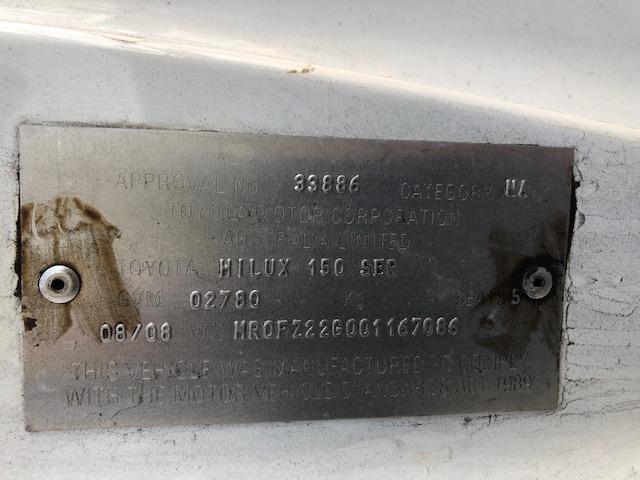 APPROVAL NO 33886 CATEGORY NA
TOYOTA MOTOR CORPORATION
AUSTRALIA LIMITED
TOYOTA HILUX 150 SER
GVM 02780 KG SEATS 5
08/08 VIN MR0FZ22G001167086
THIS VEHICLE WAS MANUFACTURED TO COMPLY
WITH THE MOTOR VEHICLE STANDARDS ACT 1989